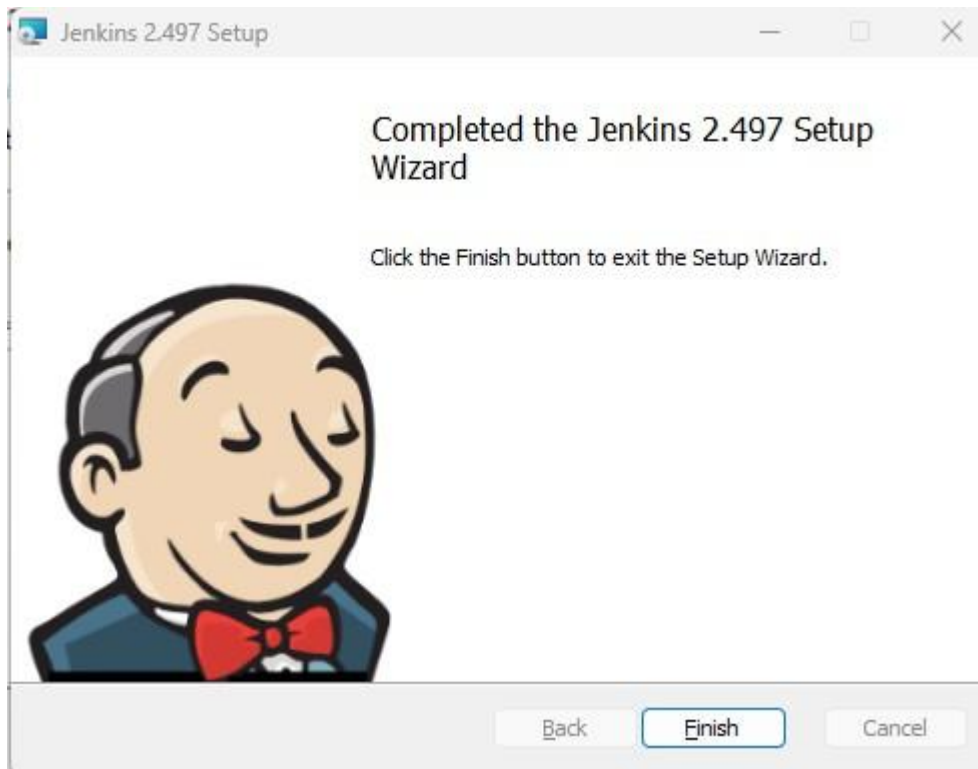 Jenkins 2.497 Setup
Completed the Jenkins 2.497 Setup
Wizard
Click the Finish button to exit the Setup Wizard.
Back
Finish
Cancel